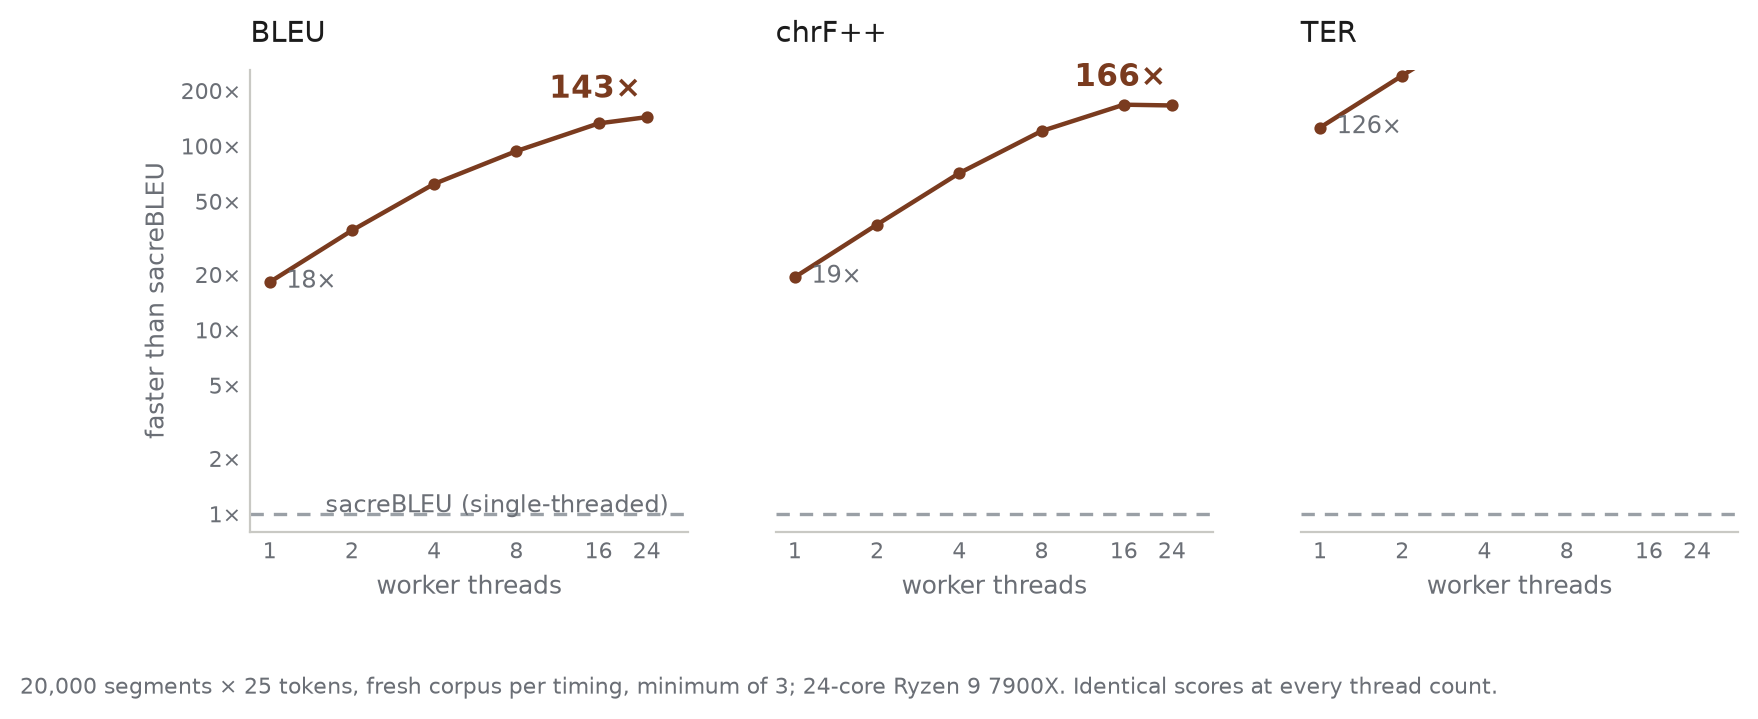 BLEU
chrF++
TER
143×
166×
126×
18×
19×
200×
100×
50×
20×
10×
5×
2×
1×
faster than sacreBLEU
sacreBLEU (single-threaded)
1 2 4 8 16 24
1 2 4 8 16 24
1 2 4 8 16 24
worker threads
worker threads
worker threads
20,000 segments × 25 tokens, fresh corpus per timing, minimum of 3; 24-core Ryzen 9 7900X. Identical scores at every thread count.